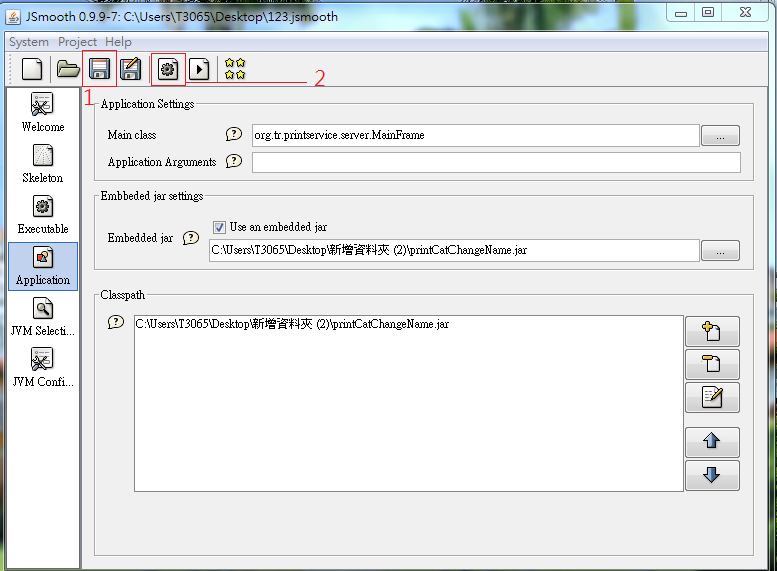 JSmooth 0.9.9-7: C:\Users\T3065\Desktop\123.jsmooth
System Project Help
1
2
Welcome
Skeleton
Executable
Application
JVM Selecti...
JVM Confi...
Application Settings
Main class
?
org.tr.printservice.server.MainFrame
...
Application Arguments
?
Embbeded jar settings
Embedded jar
?
Use an embedded jar
C:\Users\T3065\Desktop\新增資料夾 (2)\printCatChangeName.jar
...
Classpath
?
C:\Users\T3065\Desktop\新增資料夾 (2)\printCatChangeName.jar